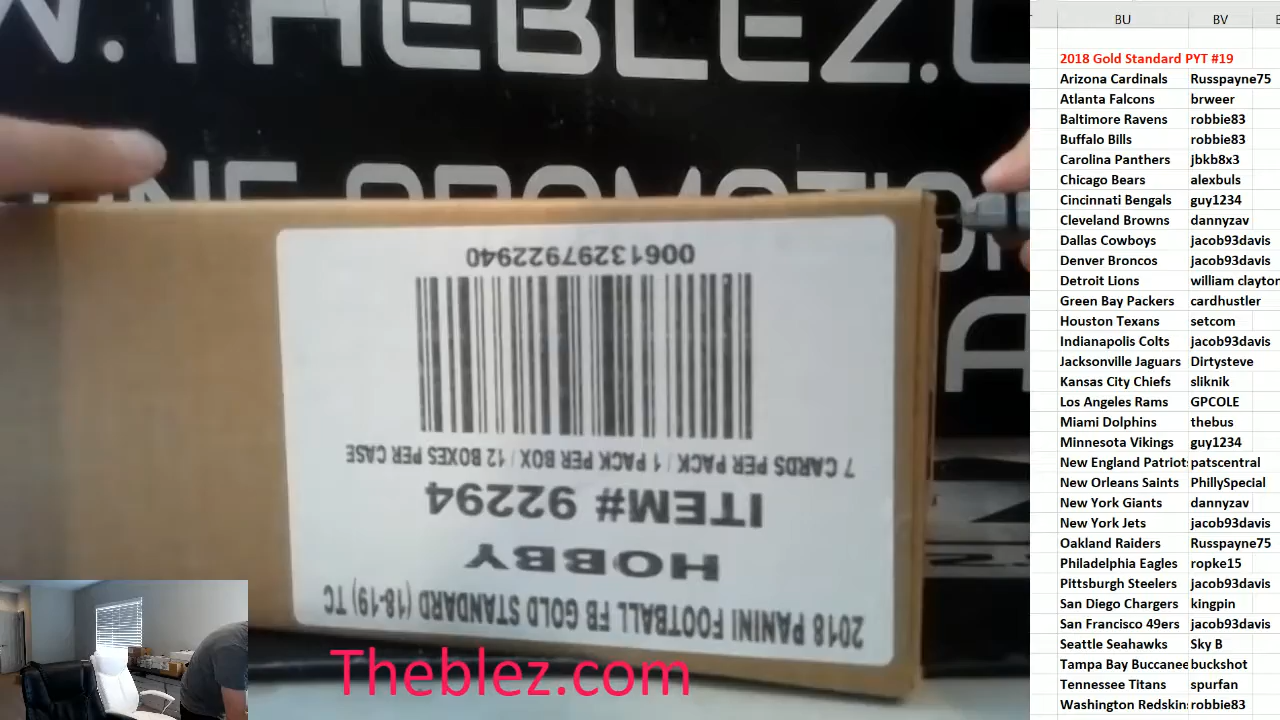 W.THEBLEZ.C
INE PROMOTIO
A
0061329792940
7 CARDS PER PACK / 1 PACK PER BOX / 12 BOXES PER CASE
ITEM# 92294
HOBBY
2018 PANINI FOOTBALL FB GOLD STANDARD (18-19) TC
Theblez.com
BU BV
2018 Gold Standard PYT #19
Arizona Cardinals Russpayne75
Atlanta Falcons brweer
Baltimore Ravens robbie83
Buffalo Bills robbie83
Carolina Panthers jbkb8x3
Chicago Bears alexbuls
Cincinnati Bengals guy1234
Cleveland Browns dannyzav
Dallas Cowboys jacob93davis
Denver Broncos jacob93davis
Detroit Lions william clayton
Green Bay Packers cardhustler
Houston Texans setcom
Indianapolis Colts jacob93davis
Jacksonville Jaguars Dirtysteve
Kansas City Chiefs sliknik
Los Angeles Rams GPCOLE
Miami Dolphins thebus
Minnesota Vikings guy1234
New England Patriots patscentral
New Orleans Saints PhillySpecial
New York Giants dannyzav
New York Jets jacob93davis
Oakland Raiders Russpayne75
Philadelphia Eagles ropke15
PIttsburgh Steelers jacob93davis
San Diego Chargers kingpin
San Francisco 49ers jacob93davis
Seattle Seahawks Sky B
Tampa Bay Buccanee buckshot
Tennessee Titans spurfan
Washington Redskin robbie83